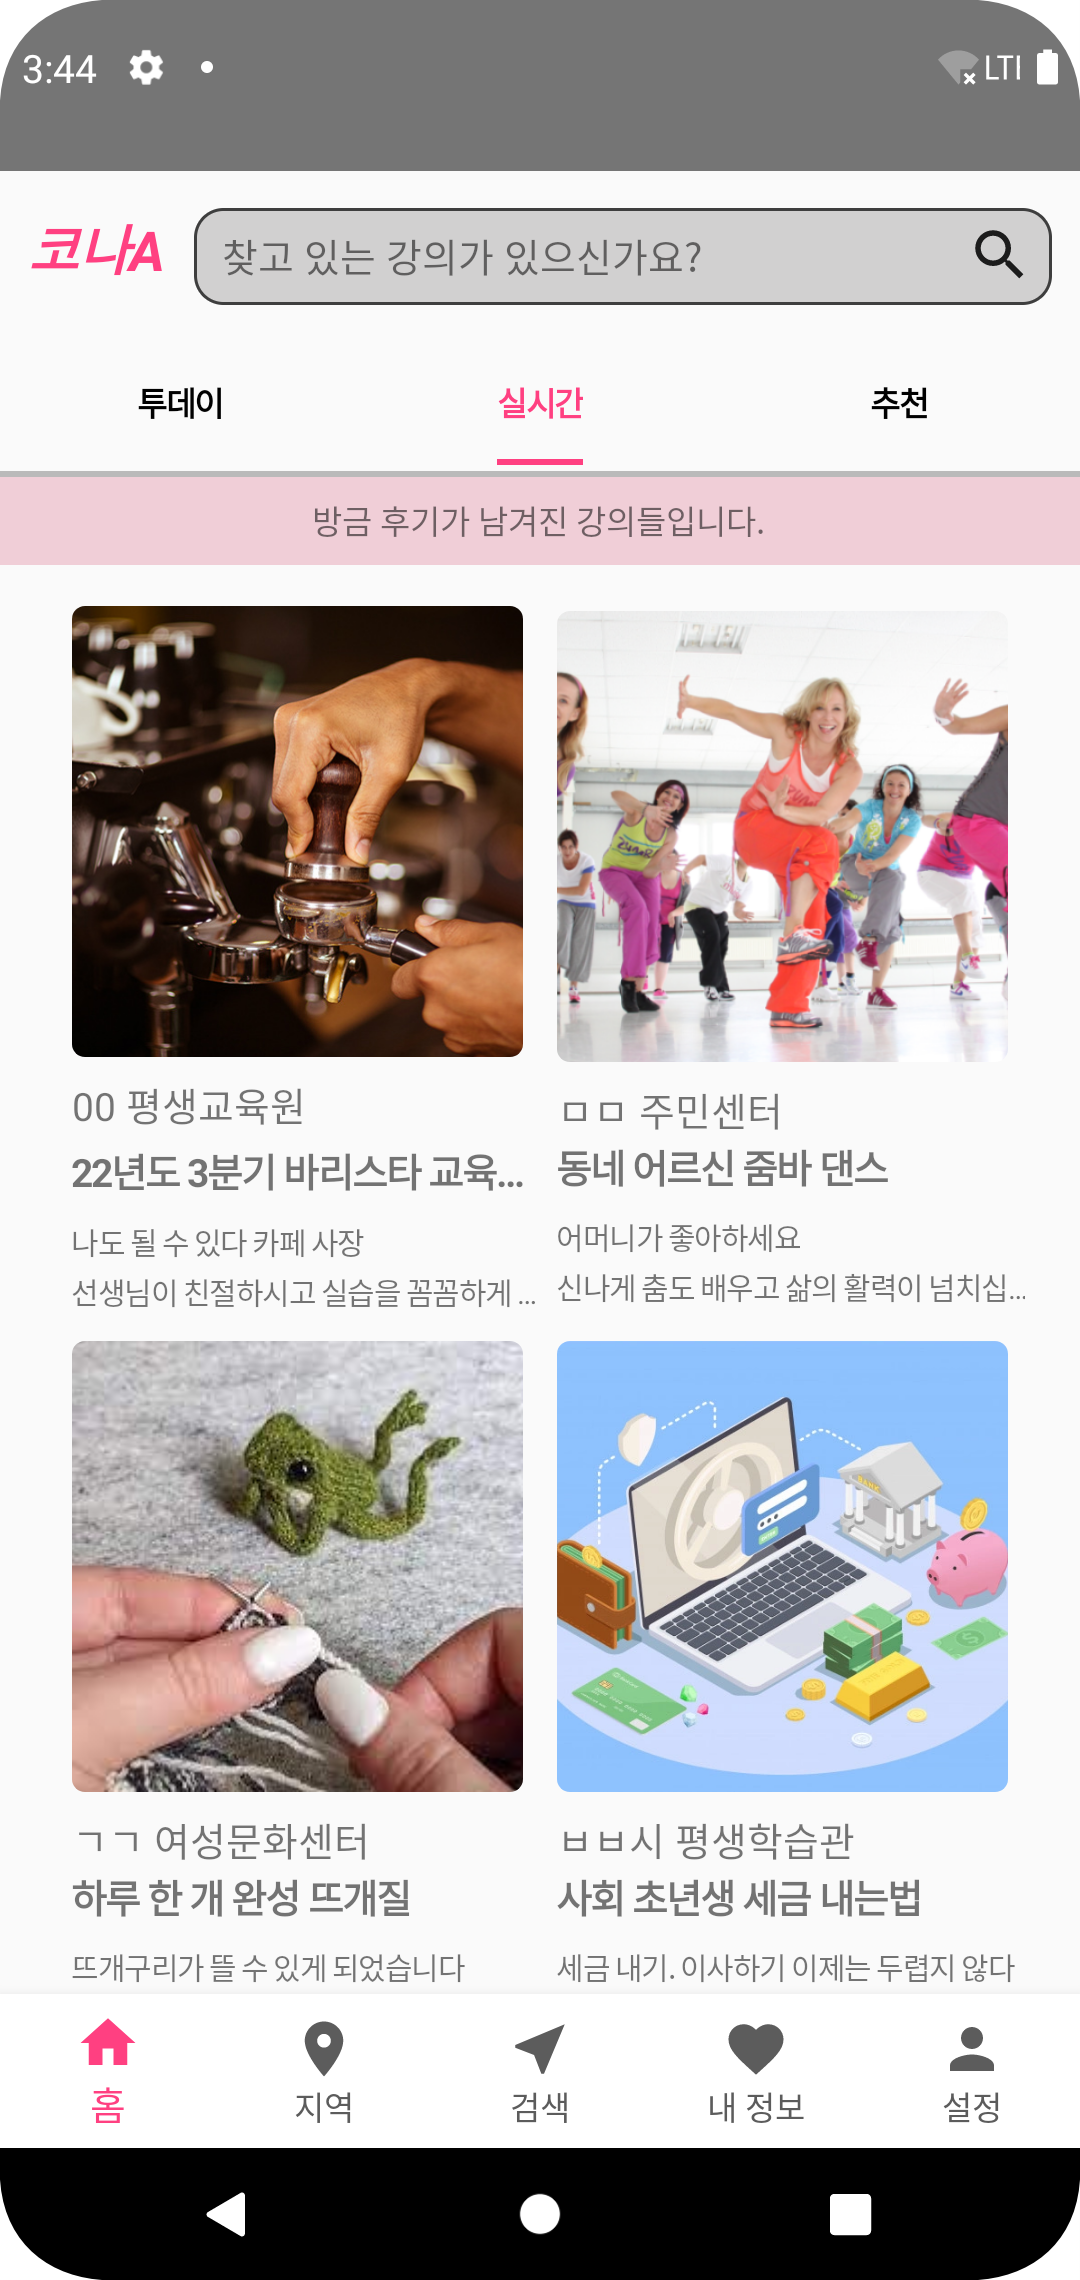 3:44
LTE
코나A
찾고 있는 강의가 있으신가요?
투데이
실시간
추천
방금 후기가 남겨진 강의들입니다.
00 평생교육원
22년도 3분기 바리스타 교육...
나도 될 수 있다 카페 사장
선생님이 친절하시고 실습을 꼼꼼하게 ...
ㅁㅁ 주민센터
동네 어르신 줌바 댄스
어머니가 좋아하세요
신나게 춤도 배우고 삶의 활력이 넘치십...
BANK
ㄱㄱ 여성문화센터
하루 한 개 완성 뜨개질
뜨개구리가 뜰 수 있게 되었습니다
ㅂㅂ시 평생학습관
사회 초년생 세금 내는법
세금 내기. 이사하기 이제는 두렵지 않다
홈
지역
검색
내 정보
설정